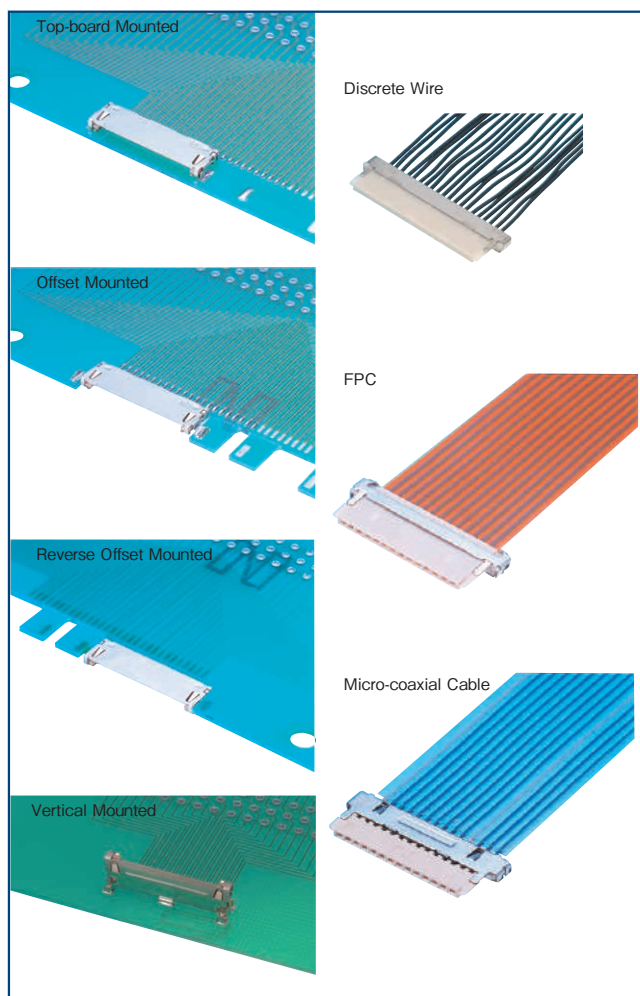 Top-board Mounted
Discrete Wire
Offset Mounted
FPC
Reverse Offset Mounted
Micro-coaxial Cable
Vertical Mounted